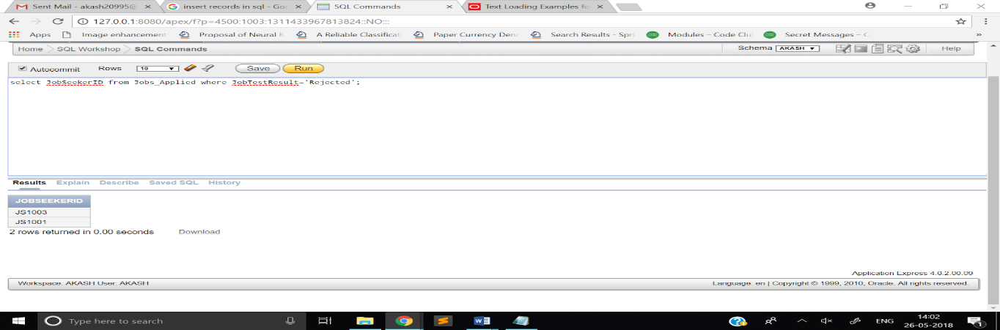 Sent Mail - akash20995@ × insert records in sql - Goo × SQL Commands × Text Loading Examples fo ×
127.0.0.1:8080/apex/f?p=4500:1003:1311433967813824::NO:::
Apps Image enhancement Proposal of Neural R A Reliable Classificat Paper Currency Deno Search Results - Spri Modules – Code Clu Secret Messages – C »
Home SQL Workshop SQL Commands Schema AKASH Help
Autocommit Rows 10 Save Run
select JobSeekerID from Jobs_Applied where JobTestResult='Rejected';
Results Explain Describe Saved SQL History
JOBSEEKERID
JS1003
JS1001
2 rows returned in 0.00 seconds Download
Application Express 4.0.2.00.09
Workspace: AKASH User: AKASH Language: en | Copyright © 1999, 2010, Oracle. All rights reserved.
Type here to search ENG 14:02
26-05-2018 1